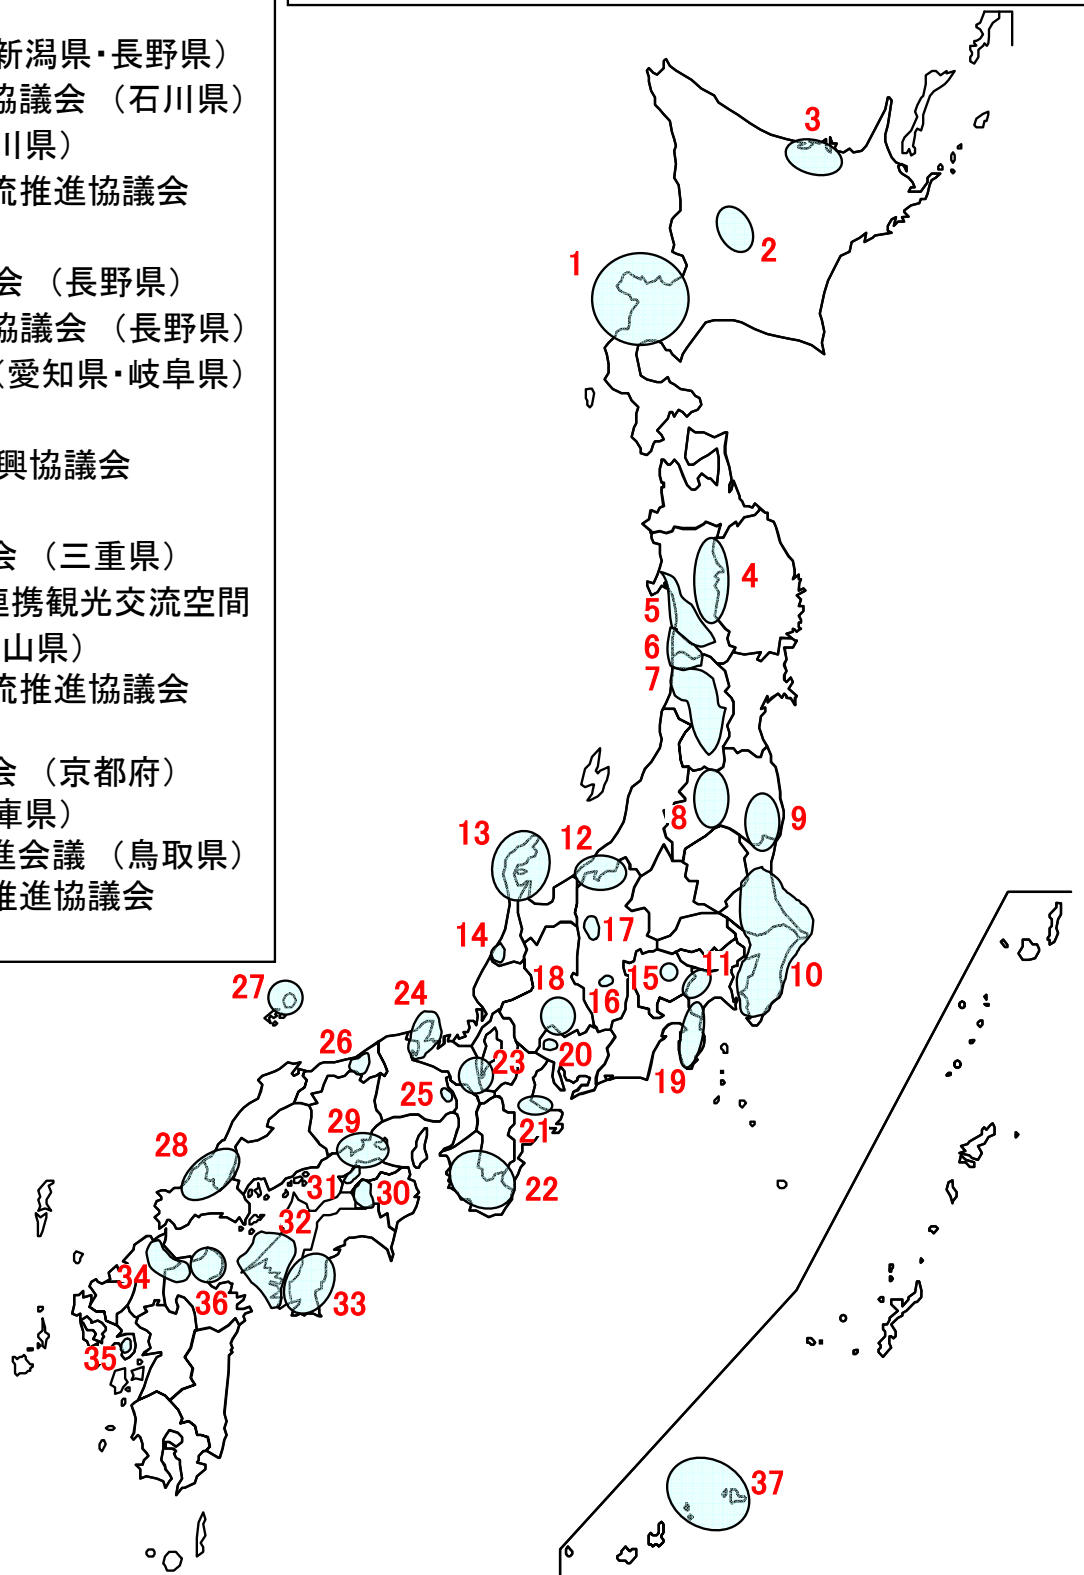 新潟県・長野県）
協議会 （石川県）
川県）
流推進協議会
会 （長野県）
協議会 （長野県）
（愛知県・岐阜県）
興協議会
会 （三重県）
連携観光交流空間
山県）
流推進協議会
会 （京都府）
庫県）
進会議 （鳥取県）
推進協議会
3
2
1
4
5
6
7
8
9
13
12
14
17
18
15
11
10
16
27
24
26
23
20
19
25
21
29
28
22
31
30
32
34
36
33
35
37